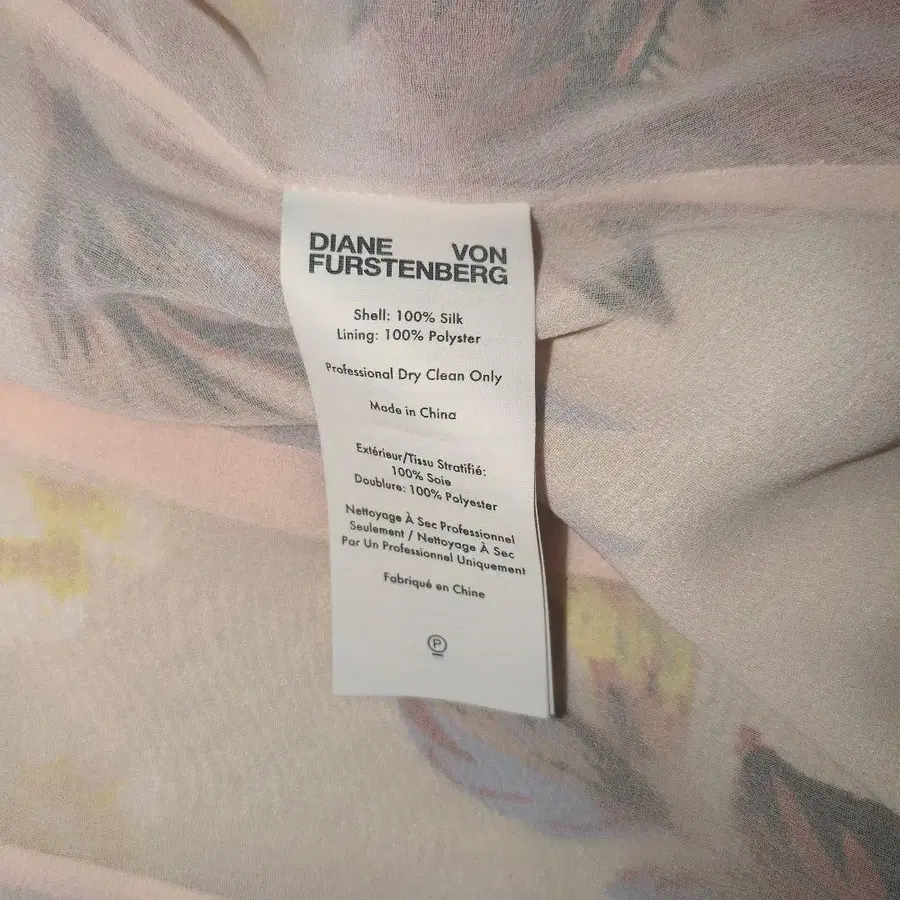 DIANE VON
FURSTENBERG
Shell: 100% Silk
Lining: 100% Polyester
Professional Dry Clean Only
Made in China
Extérieur/Tissu Stratifié:
100% Soie
Doublure: 100% Polyester
Nettoyage À Sec Professionnel
Seulement / Nettoyage À Sec
Par Un Professionnel Uniquement
Fabriqué en Chine
P